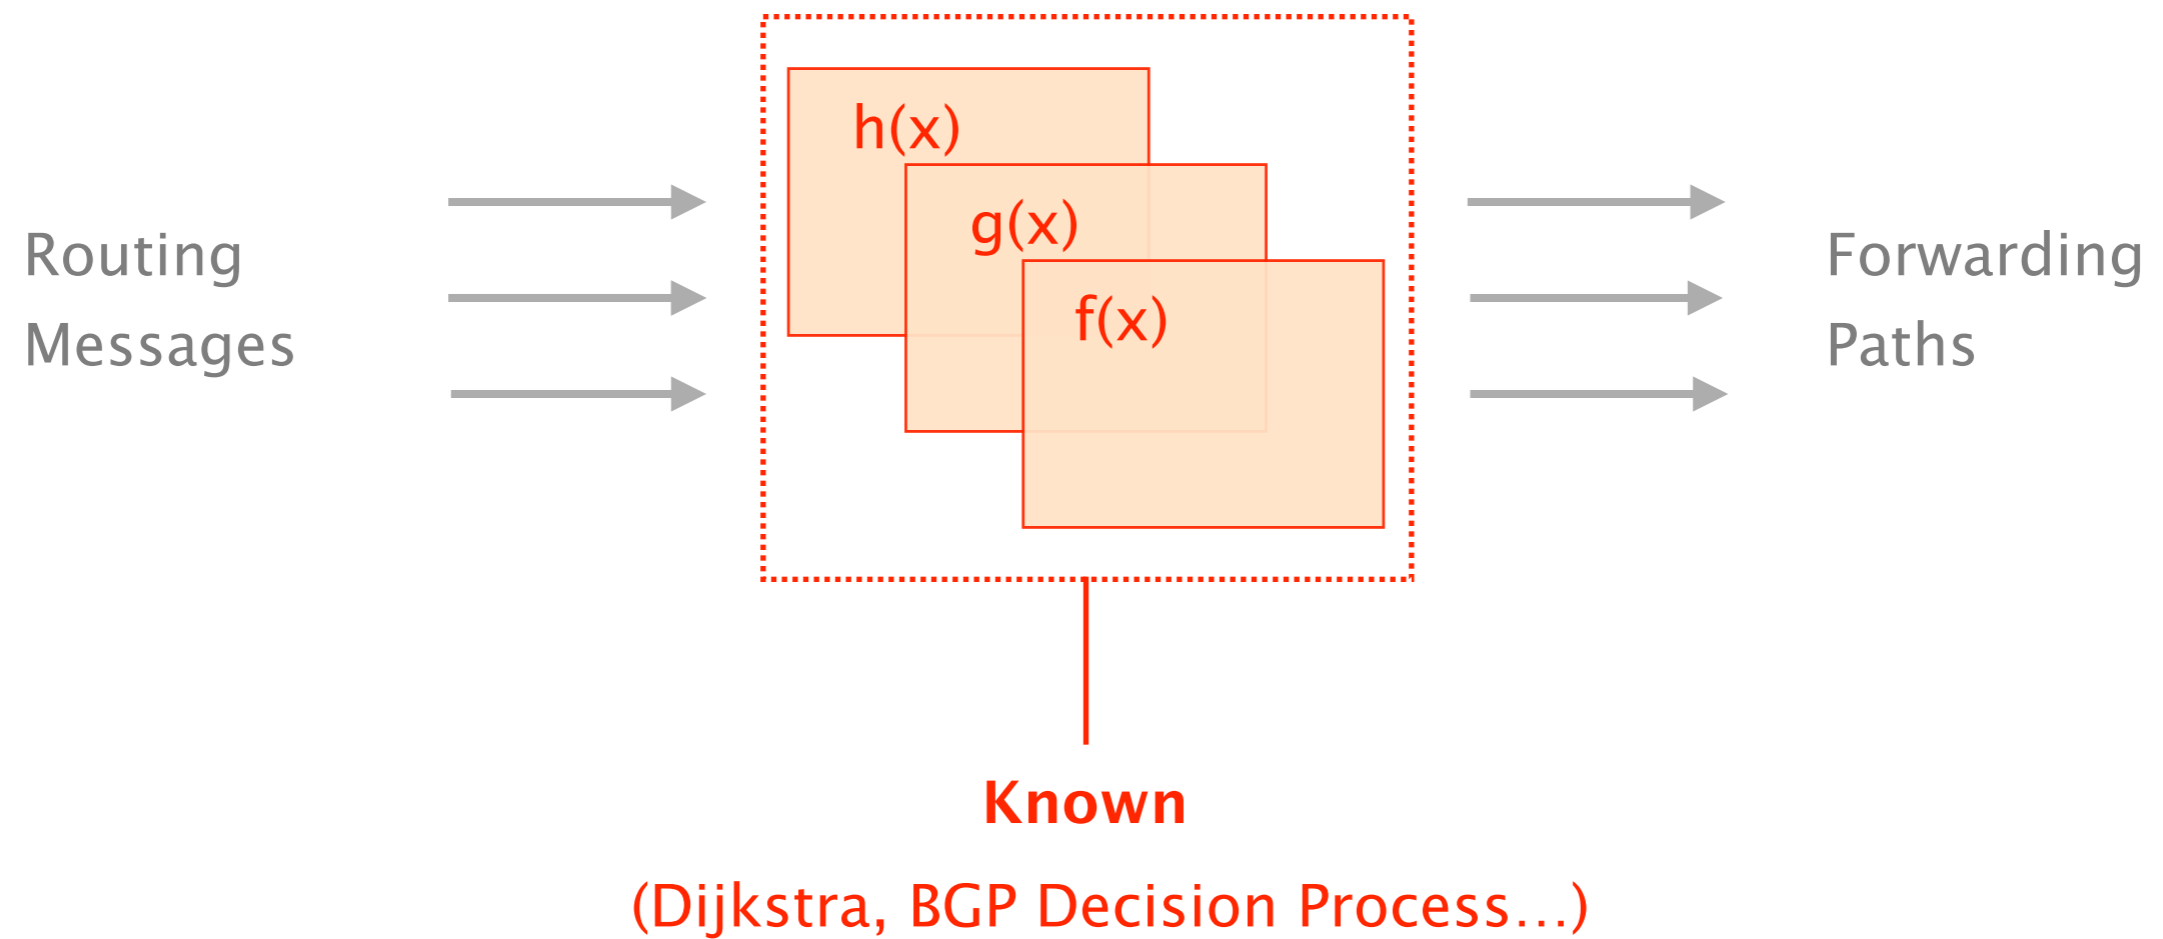 Routing
Messages
h(x)
g(x)
f(x)
Forwarding
Paths
Known
(Dijkstra, BGP Decision Process…)